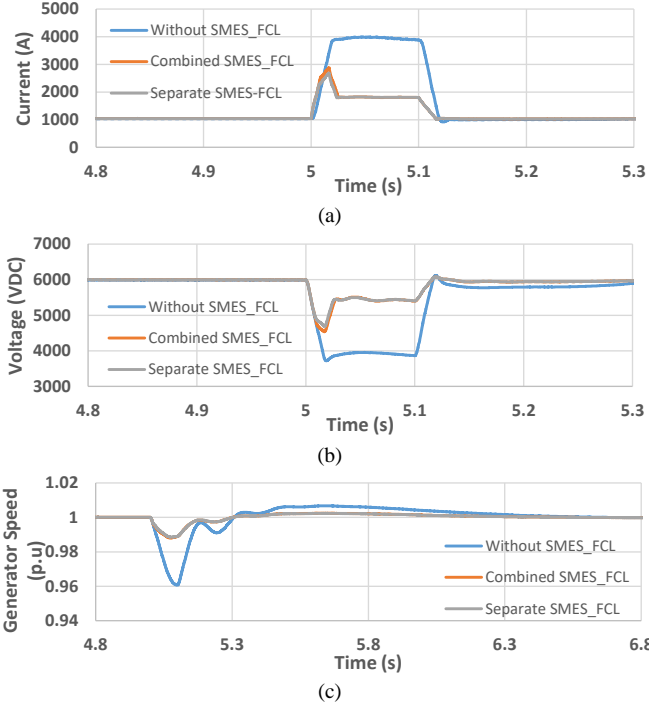 5000
4000
3000
2000
1000
0
Current (A)
Without SMES_FCL
Combined SMES_FCL
Separate SMES-FCL
4.8 4.9 5 5.1 5.2 5.3
Time (s)
(a)
7000
6000
5000
4000
3000
Voltage (VDC)
Without SMES_FCL
Combined SMES_FCL
Separate SMES_FCL
4.8 4.9 5 5.1 5.2 5.3
Time (s)
(b)
1.02
1
0.98
0.96
0.94
Generator Speed
(p.u)
Without SMES_FCL
Combined SMES_FCL
Separate SMES_FCL
4.8 5.3 5.8 6.3 6.8
Time (s)
(c)